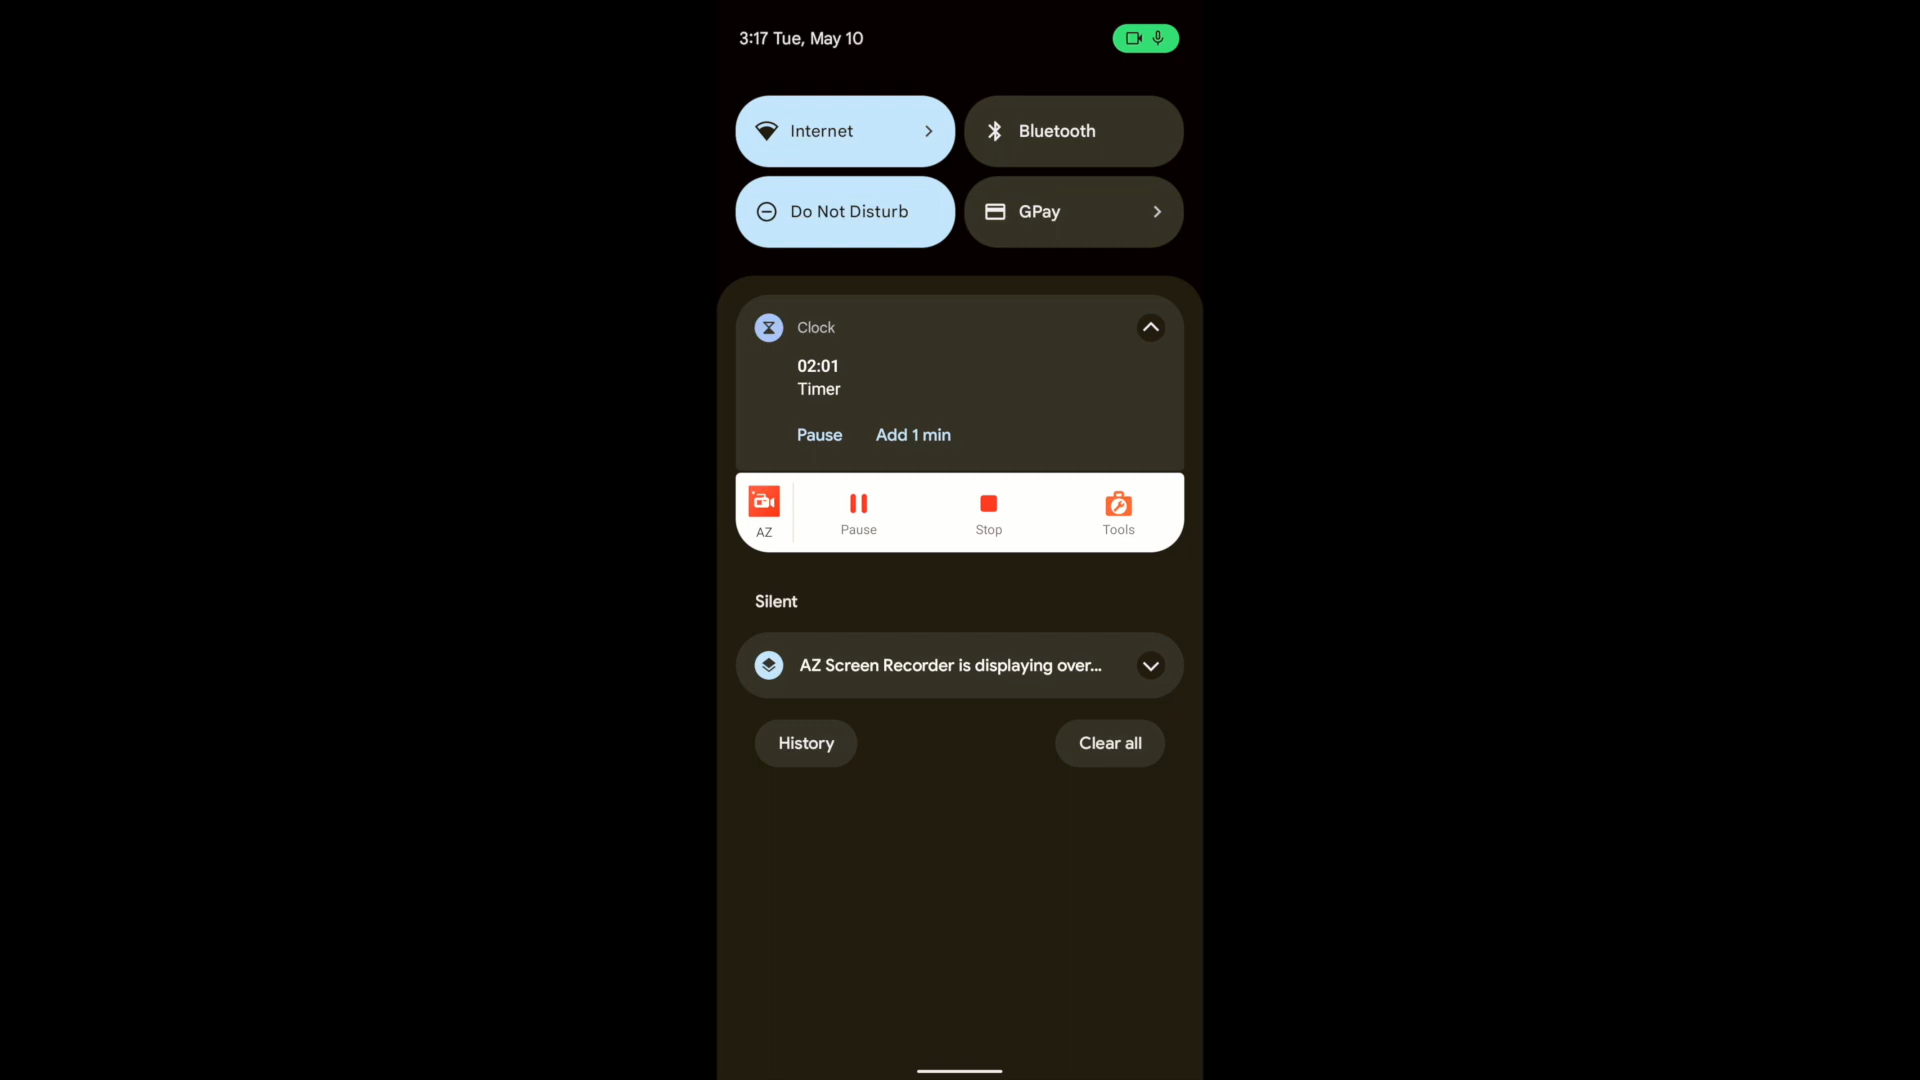 3:17 Tue, May 10
Internet
Bluetooth
Do Not Disturb
GPay
Clock
02:01
Timer
Pause Add 1 min
AZ
Pause
Stop
Tools
Silent
AZ Screen Recorder is displaying over...
History
Clear all